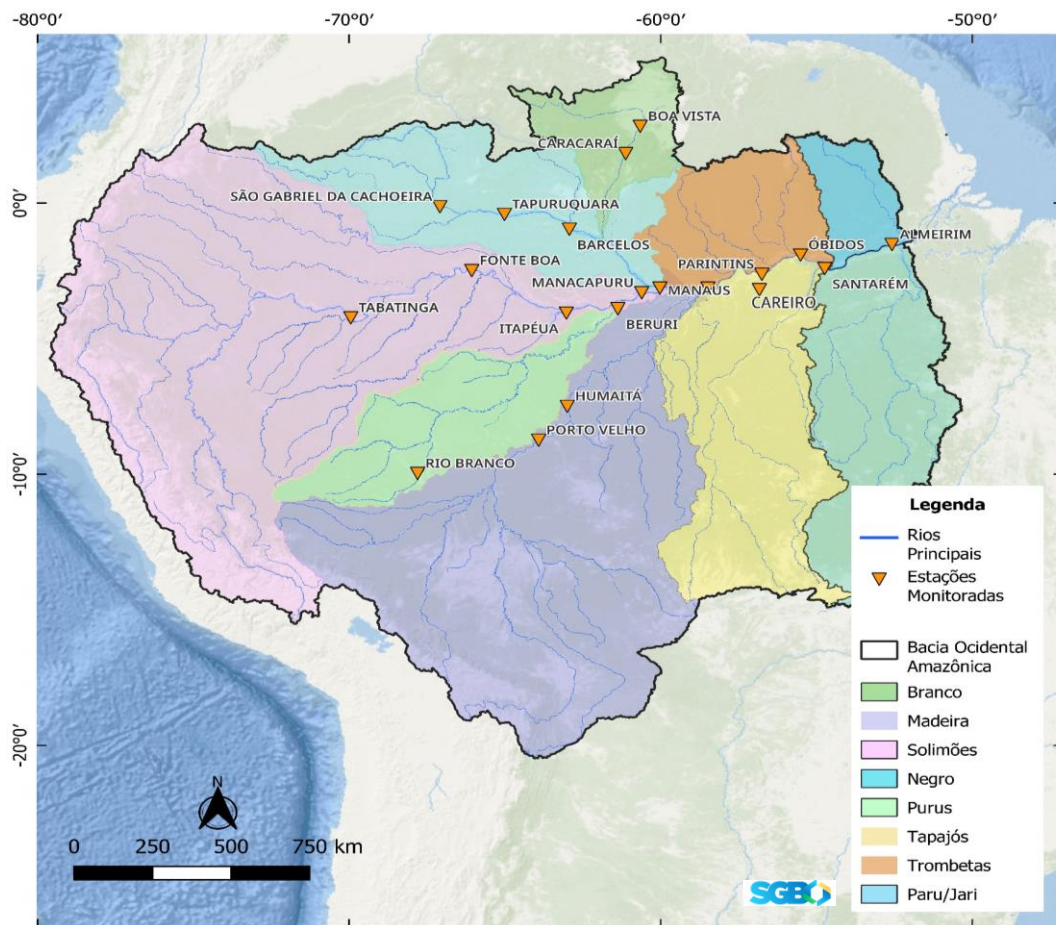 -80°0′
-70°0′
-60°0′
-50°0′
0°0′
-10°0′
-20°0′
BOA VISTA
CARACARAÍ
SÃO GABRIEL DA CACHOEIRA
TAPURUQUARA
BARCELOS
FONTE BOA
MANACAPURU
MANAUS
PARINTINS
ÓBIDOS
ALMEIRIM
SANTARÉM
CAREIRO
TABATINGA
ITAPÉUA
BERURI
HUMAITÁ
PORTO VELHO
RIO BRANCO
Legenda
Rios
Principais
Estações
Monitoradas
Bacia Ocidental
Amazônica
Branco
Madeira
Solimões
Negro
Purus
Tapajós
Trombetas
Paru/Jari
N
0 250 500 750 km
SGB